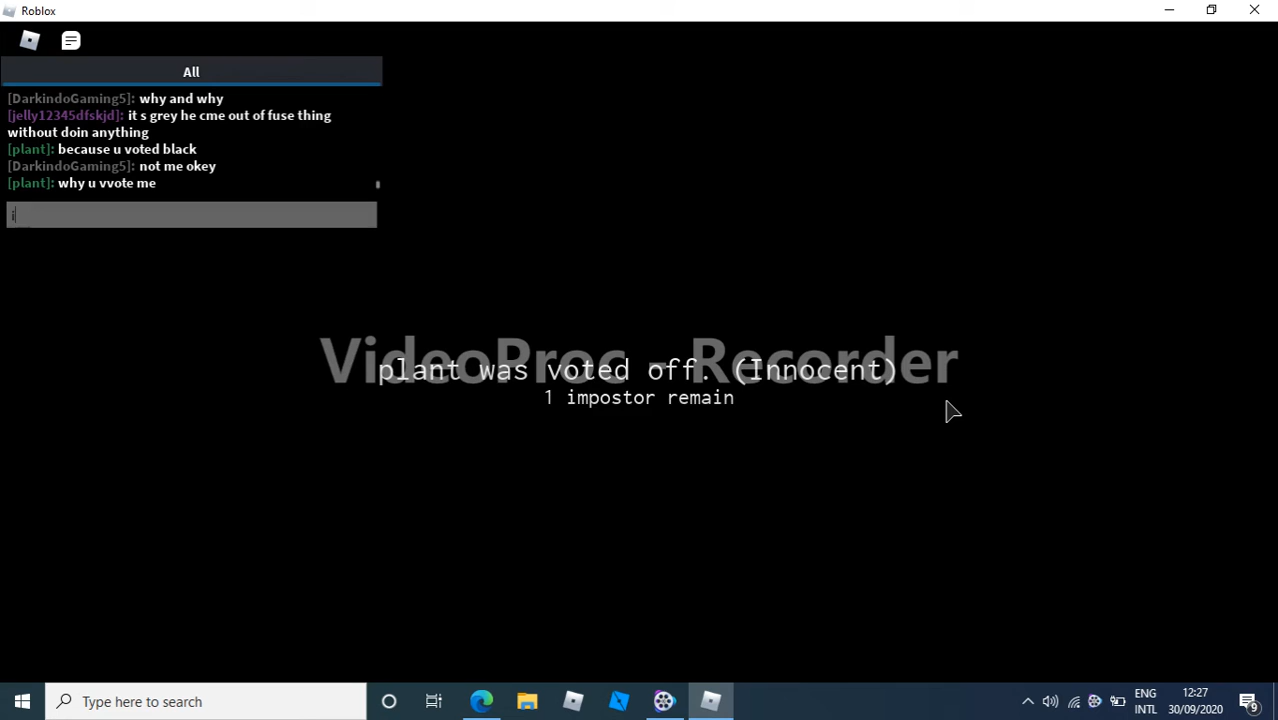 Roblox
All
[DarkindoGaming5]: why and why
[jelly12345dfskjd]: it s grey he cme out of fuse thing
without doin anything
[plant]: because u voted black
[DarkindoGaming5]: not me okey
[plant]: why u vvote me
i
VideoProc - Recorder
plant was voted off. (Innocent)
1 impostor remain
Type here to search
ENG
INTL
12:27
30/09/2020
9